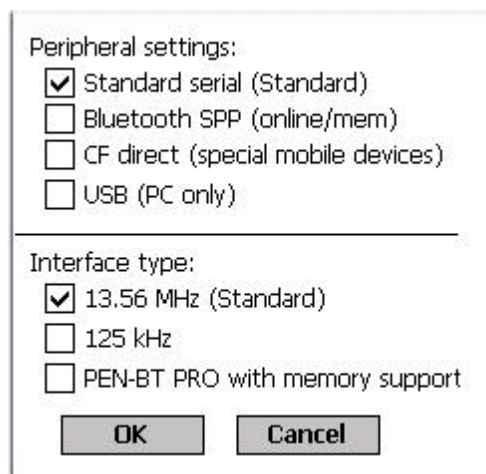 Peripheral settings:
Standard serial (Standard)
Bluetooth SPP (online/mem)
CF direct (special mobile devices)
USB (PC only)
Interface type:
13.56 MHz (Standard)
125 kHz
PEN-BT PRO with memory support
OK Cancel